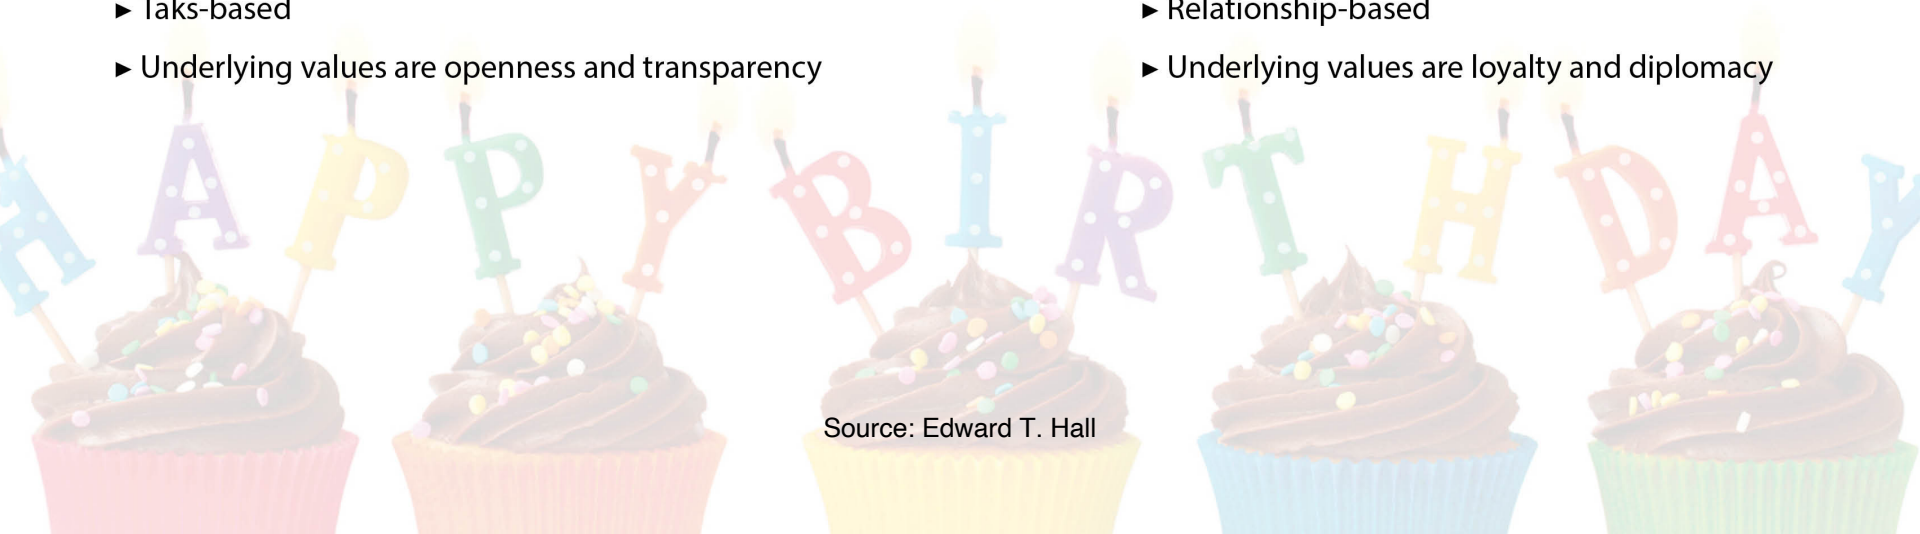 ► Taks-based
► Underlying values are openness and transparency
► Relationship-based
► Underlying values are loyalty and diplomacy
HAPPY BIRTHDAY
Source: Edward T. Hall